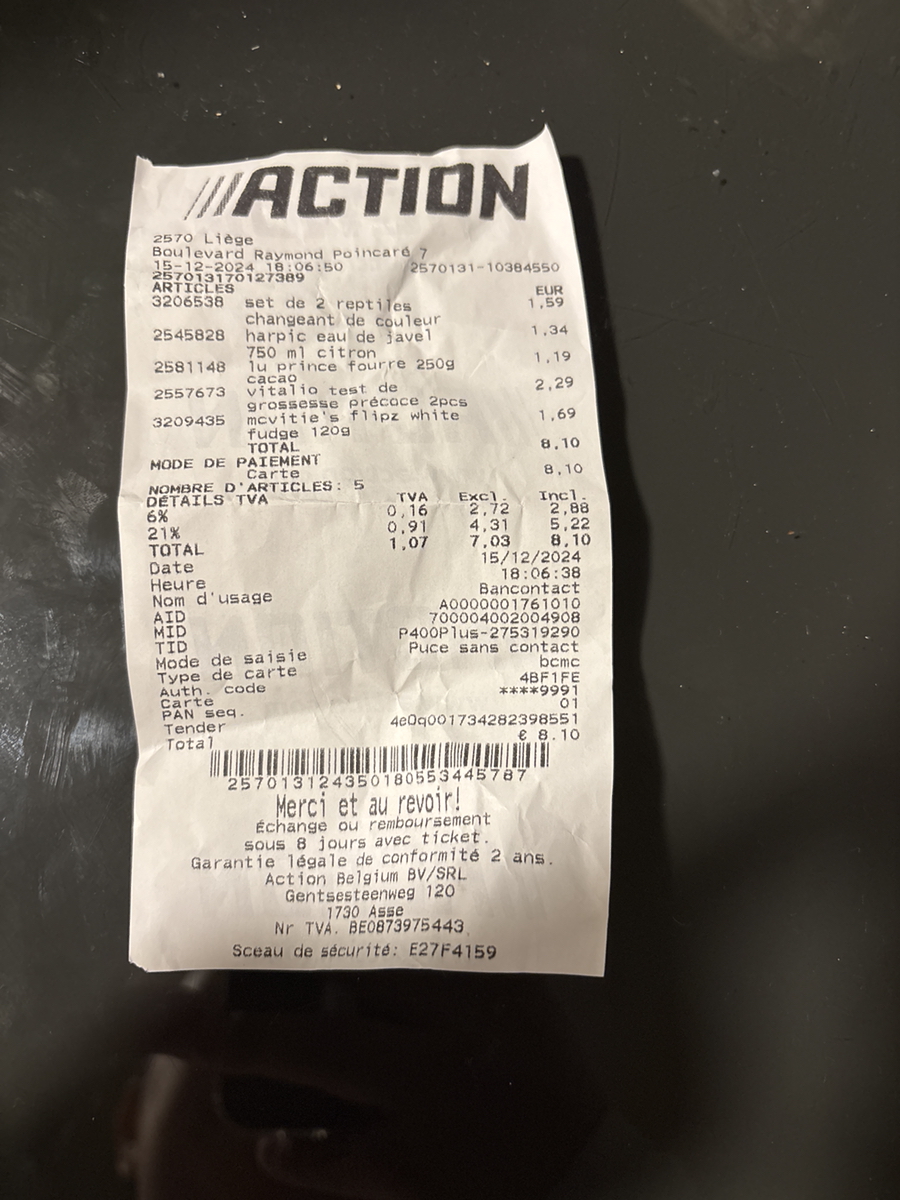 ///ACTION
2570 Liège
Boulevard Raymond Poincaré 7
15-12-2024 18:06:50 2570131-10384550
257013170127389
ARTICLES EUR
3206538 set de 2 reptiles 1,59
changeant de couleur
2545828 harpic eau de javel 1,34
750 ml citron
2581148 lu prince fourre 250g 1,19
cacao
2557673 vitalio test de 2,29
grossesse précoce 2pcs
3209435 mcvitie's flipz white 1,69
fudge 120g
TOTAL 8,10
MODE DE PAIEMENT
Carte 8,10
NOMBRE D'ARTICLES: 5
DÉTAILS TVA TVA Excl. Incl.
6% 0,16 2,72 2,88
21% 0,91 4,31 5,22
TOTAL 1,07 7,03 8,10
Date 15/12/2024
Heure 18:06:38
Nom d'usage Bancontact
AID A0000001761010
MID 700004002004908
TID P400Plus-275319290
Mode de saisie Puce sans contact
Type de carte bcmc
Auth. code 4BF1FE
Carte ****9991
PAN seq. 01
Tender 4eOq001734282398551
Total € 8.10
257013124350180553445787
Merci et au revoir!
Échange ou remboursement
sous 8 jours avec ticket.
Garantie légale de conformité 2 ans.
Action Belgium BV/SRL
Gentsesteenweg 120
1730 Asse
Nr TVA. BE0873975443
Sceau de sécurité: E27F4159